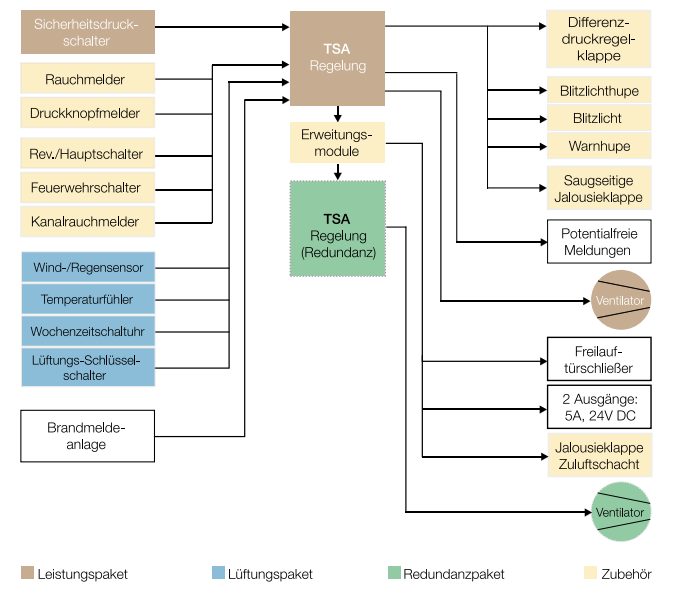 Sicherheitsdruck-
schalter
Rauchmelder
Druckknopfmelder
Rev./Hauptschalter
Feuerwehrschalter
Kanalrauchmelder
Wind-/Regensensor
Temperaturfühler
Wochenzeitschaltuhr
Lüftungs-Schlüssel-
schalter
Brandmelde-
anlage
TSA
Regelung
Erweitungs-
module
TSA
Regelung
(Redundanz)
Differenz-
druckregel-
klappe
Blitzlichthupe
Blitzlicht
Warnhupe
Saugseitige
Jalousieklappe
Potentialfreie
Meldungen
Ventilator
Freilauf-
türschließer
2 Ausgänge:
5A, 24V DC
Jalousieklappe
Zuluftschacht
Ventilator
Leistungspaket
Lüftungspaket
Redundanzpaket
Zubehör